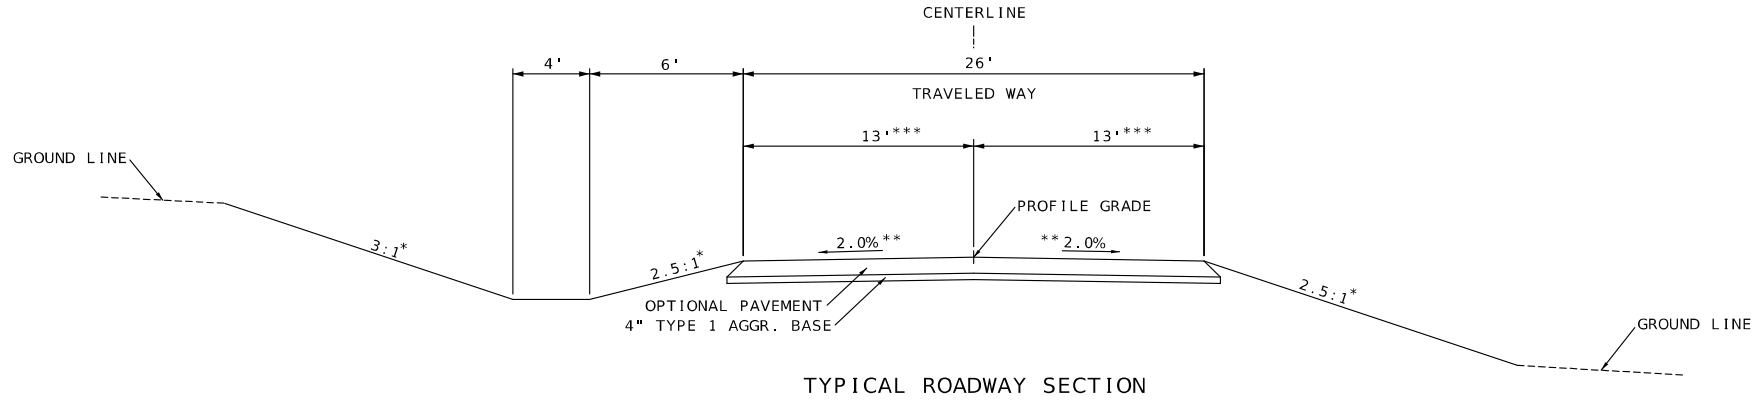 CENTERLINE
4'
6'
26'
TRAVELED WAY
13'***
13'***
GROUND LINE
PROFILE GRADE
2.0%**
**2.0%
3:1*
2.5:1*
2.5:1*
OPTIONAL PAVEMENT
4" TYPE 1 AGGR. BASE
GROUND LINE
TYPICAL ROADWAY SECTION